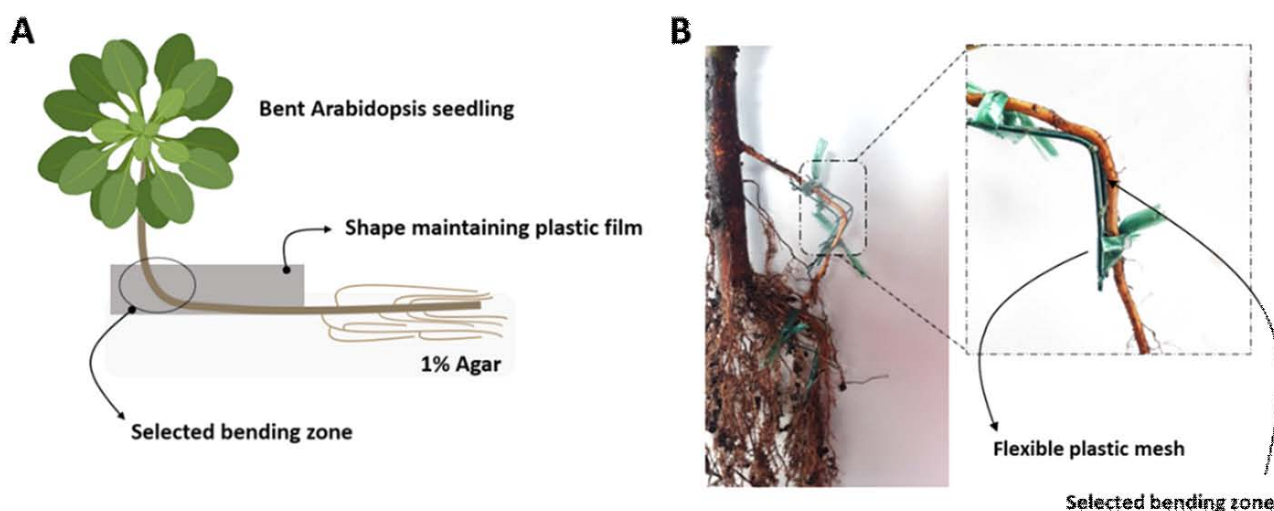 A
B
Bent Arabidopsis seedling
Shape maintaining plastic film
1% Agar
Selected bending zone
Flexible plastic mesh
Selected bending zone